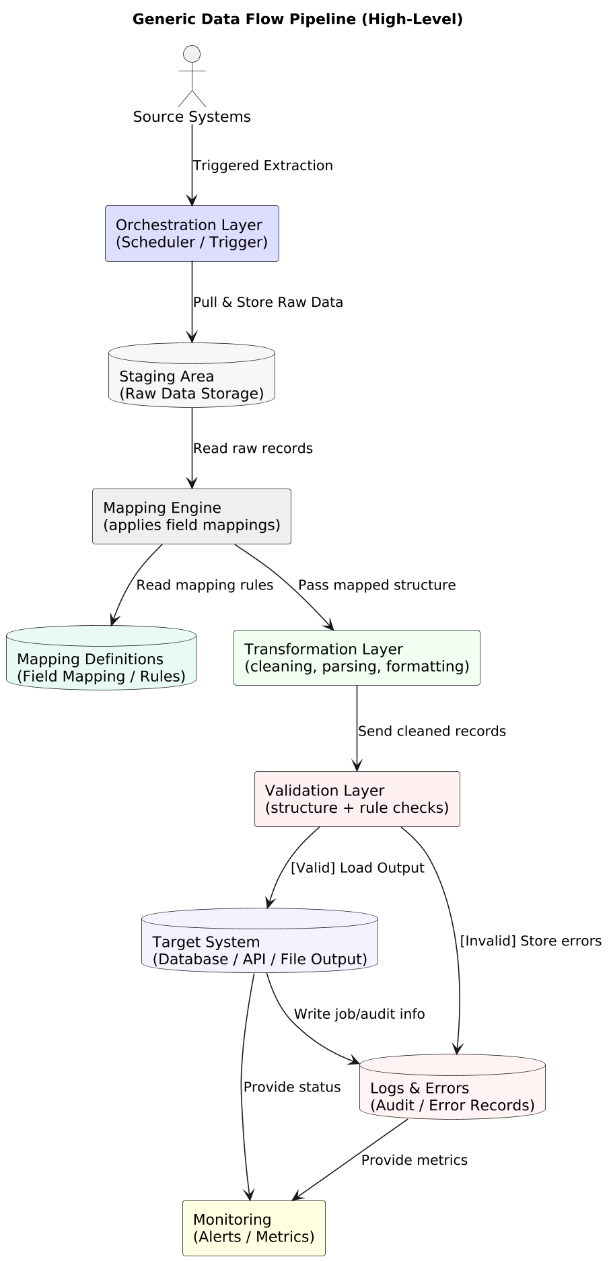 Generic Data Flow Pipeline (High-Level)
Source Systems
Triggered Extraction
Orchestration Layer
(Scheduler / Trigger)
Pull & Store Raw Data
Staging Area
(Raw Data Storage)
Read raw records
Mapping Engine
(applies field mappings)
Read mapping rules
Pass mapped structure
Mapping Definitions
(Field Mapping / Rules)
Transformation Layer
(cleaning, parsing, formatting)
Send cleaned records
Validation Layer
(structure + rule checks)
[Valid] Load Output
[Invalid] Store errors
Target System
(Database / API / File Output)
Write job/audit info
Provide status
Logs & Errors
(Audit / Error Records)
Provide metrics
Monitoring
(Alerts / Metrics)